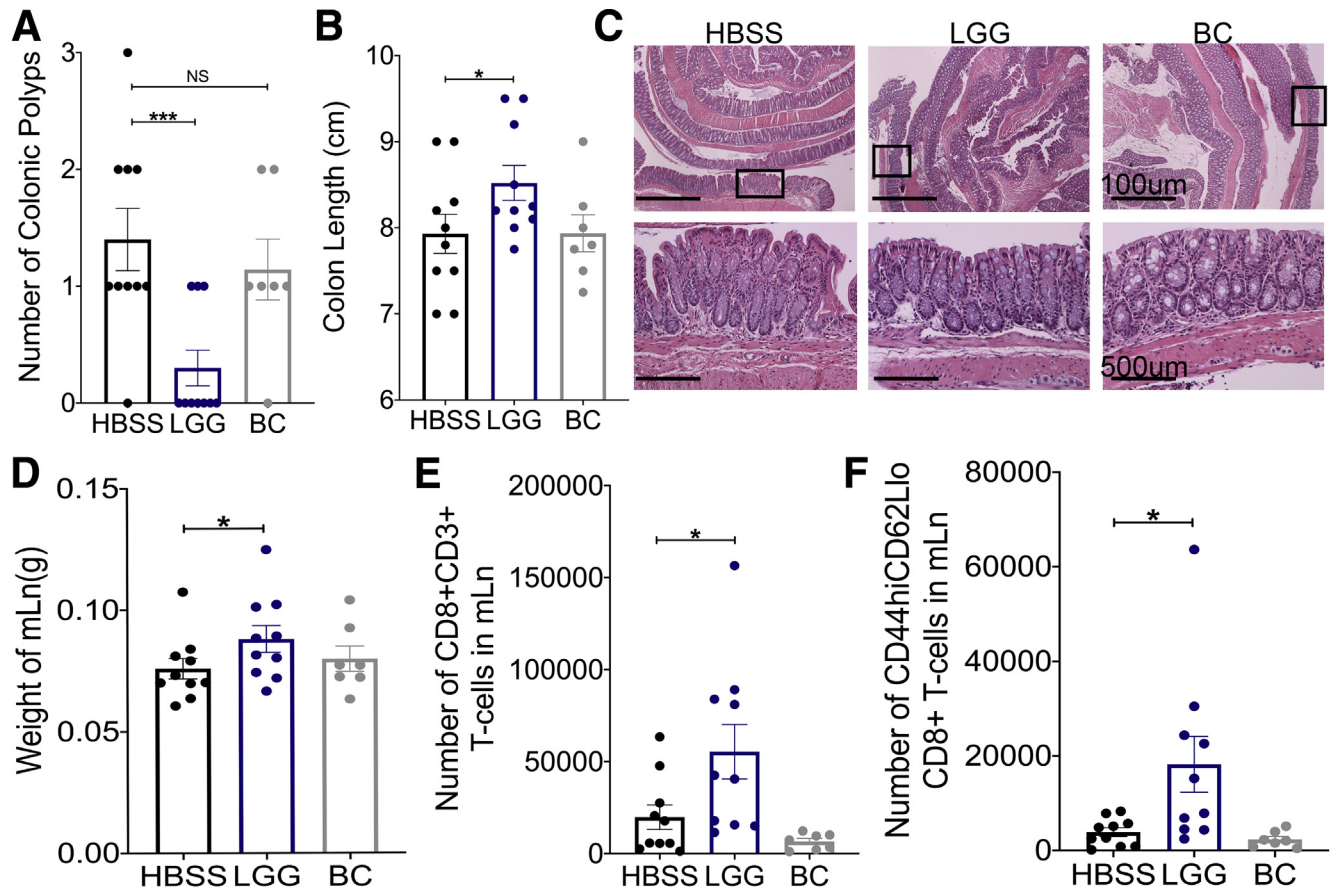 A
Number of Colonic Polyps
3
2
1
0
NS
***
HBSS LGG BC
B
Colon Length (cm)
10
9
8
7
6
*
HBSS LGG BC
C
HBSS LGG BC
100um
500um
D
Weight of mLn(g)
0.15
0.10
0.05
0.00
*
HBSS LGG BC
E
Number of CD8+CD3+
T-cells in mLn
200000
150000
100000
50000
0
*
HBSS LGG BC
F
Number of CD44hiCD62Llo
CD8+ T-cells in mLn
80000
60000
40000
20000
0
*
HBSS LGG BC